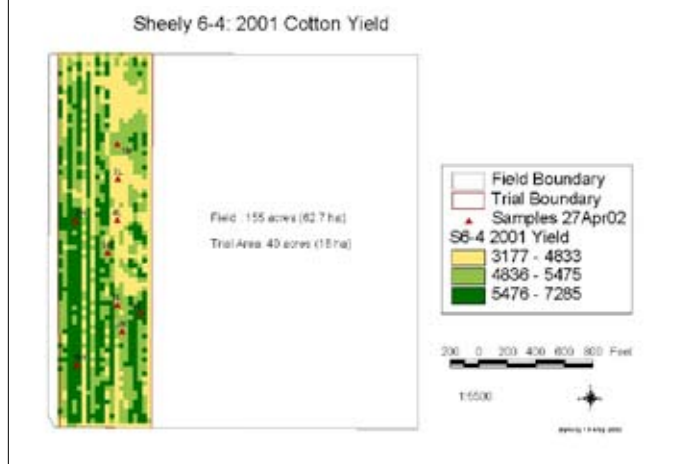 Sheely 6-4: 2001 Cotton Yield
Field : 155 acres (62.7 ha)
Trial Area: 40 acres (16 ha)
Field Boundary
Trial Boundary
Samples 27Apr02
S6-4 2001 Yield
3177 - 4833
4836 - 5475
5476 - 7285
200 0 200 400 600 800 Feet
1:5500